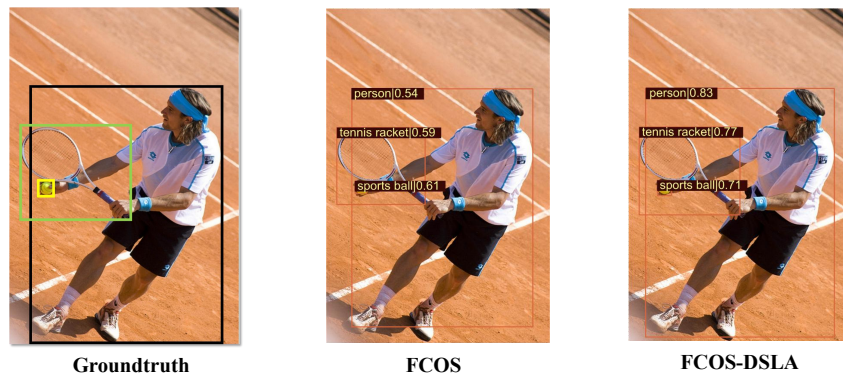 person|0.54
tennis racket|0.59
sports ball|0.61
person|0.83
tennis racket|0.77
sports ball|0.71
Groundtruth
FCOS
FCOS-DSLA